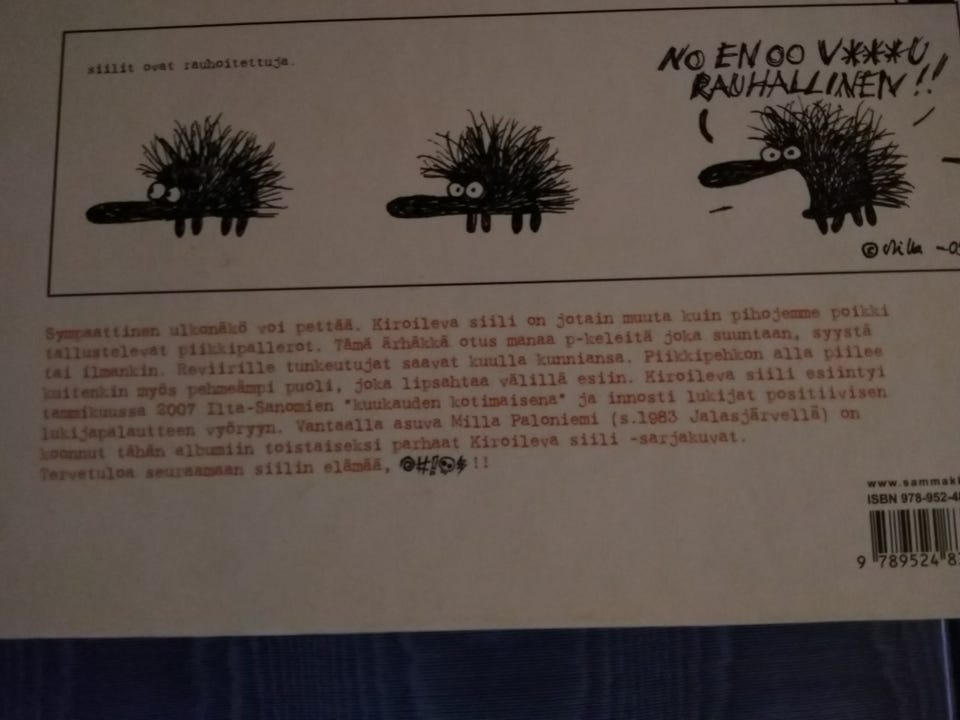 siilit ovat rauhoitettuja.
NO EN OO V***U
RAUHALLINEN!!
© Milla -05
Sympaattinen ulkonäkö voi pettää. Kiroileva siili on jotain muuta kuin pihojemme poikki
tallustelevat piikkipallerot. Tämä ärhäkkä otus manaa p-keleitä joka suuntaan, syystä
tai ilmankin. Reviirille tunkeutujat saavat kuulla kunniansa. Piikkipehkon alla piilee
kuitenkin myös pehmeämpi puoli, joka lipsahtaa välillä esiin. Kiroileva siili esiintyi
tammikuussa 2007 Ilta-Sanomien "kuukauden kotimaisena" ja innosti lukijat positiivisen
lukijapalautteen vyöryyn. Vantaalla asuva Milla Paloniemi (s.1983 Jalasjärvellä) on
koonnut tähän albumiin toistaiseksi parhaat Kiroileva siili -sarjakuvat.
Tervetuloa seuraamaan siilin elämää, @#!@$!!
www.sammak
ISBN 978-952-48
9 789524 83